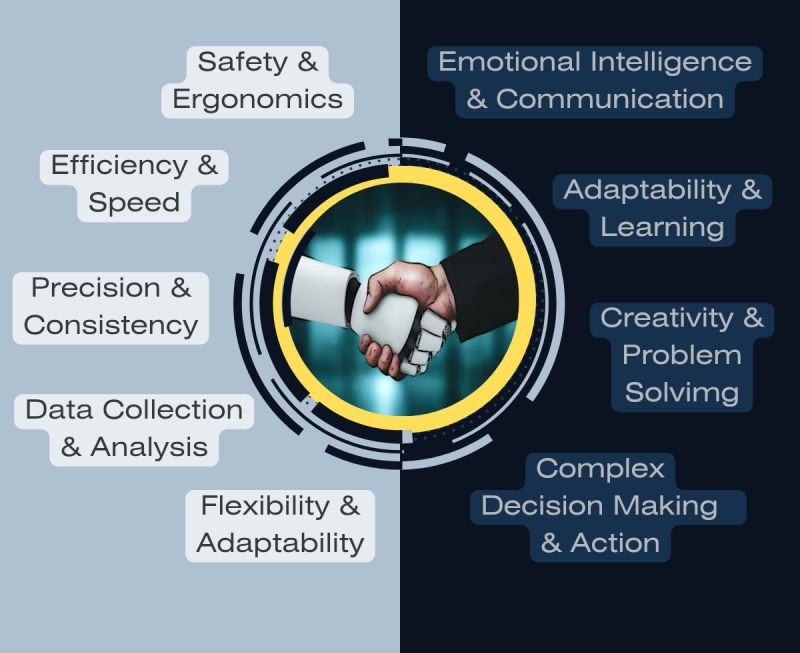 Safety &
Ergonomics
Efficiency &
Speed
Precision &
Consistency
Data Collection
& Analysis
Flexibility &
Adaptability
Emotional Intelligence
& Communication
Adaptability &
Learning
Creativity &
Problem
Solvimg
Complex
Decision Making
& Action